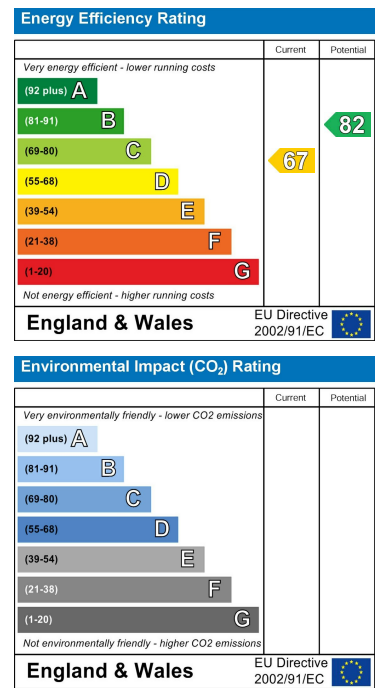 Energy Efficiency Rating
Current Potential
Very energy efficient - lower running costs
(92 plus) A
(81-91) B
82
(69-80) C
67
(55-68) D
(39-54) E
(21-38) F
(1-20) G
Not energy efficient - higher running costs
England & Wales
EU Directive
2002/91/EC
Environmental Impact (CO₂) Rating
Current Potential
Very environmentally friendly - lower CO2 emissions
(92 plus) A
(81-91) B
(69-80) C
(55-68) D
(39-54) E
(21-38) F
(1-20) G
Not environmentally friendly - higher CO2 emissions
England & Wales
EU Directive
2002/91/EC